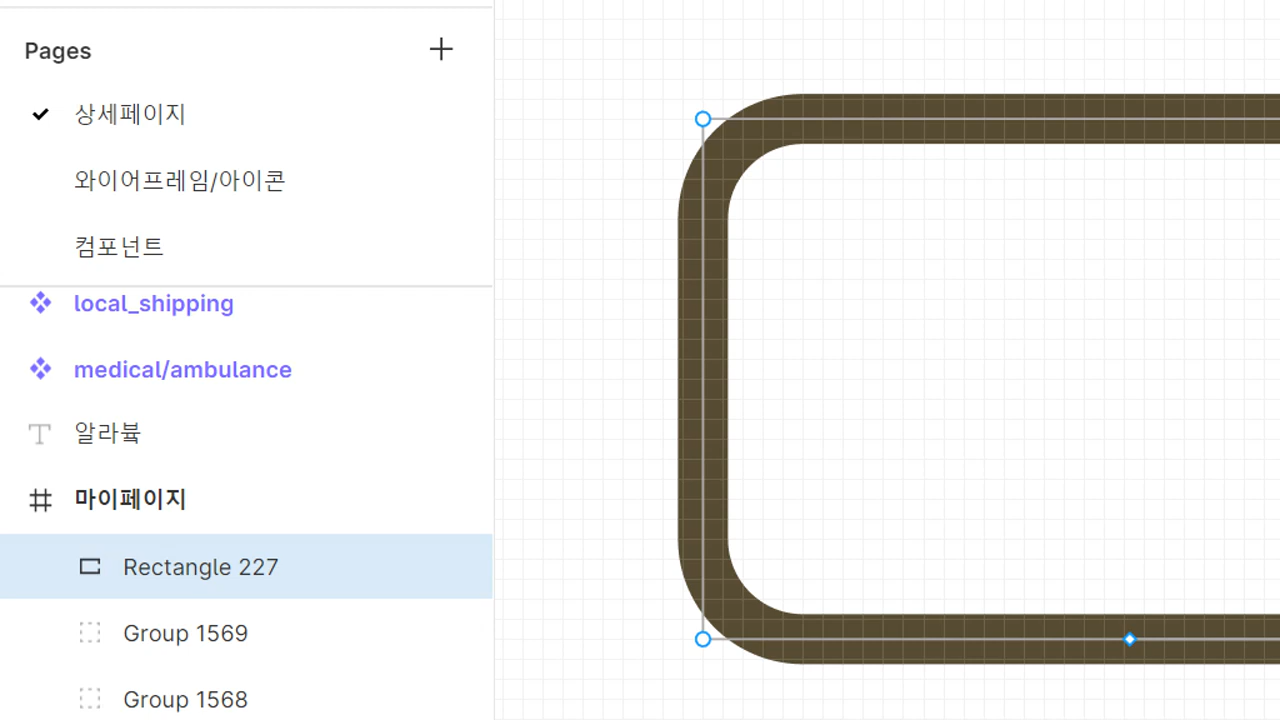 Pages
상세페이지
와이어프레임/아이콘
컴포넌트
local_shipping
medical/ambulance
알라뷰
마이페이지
Rectangle 227
Group 1569
Group 1568